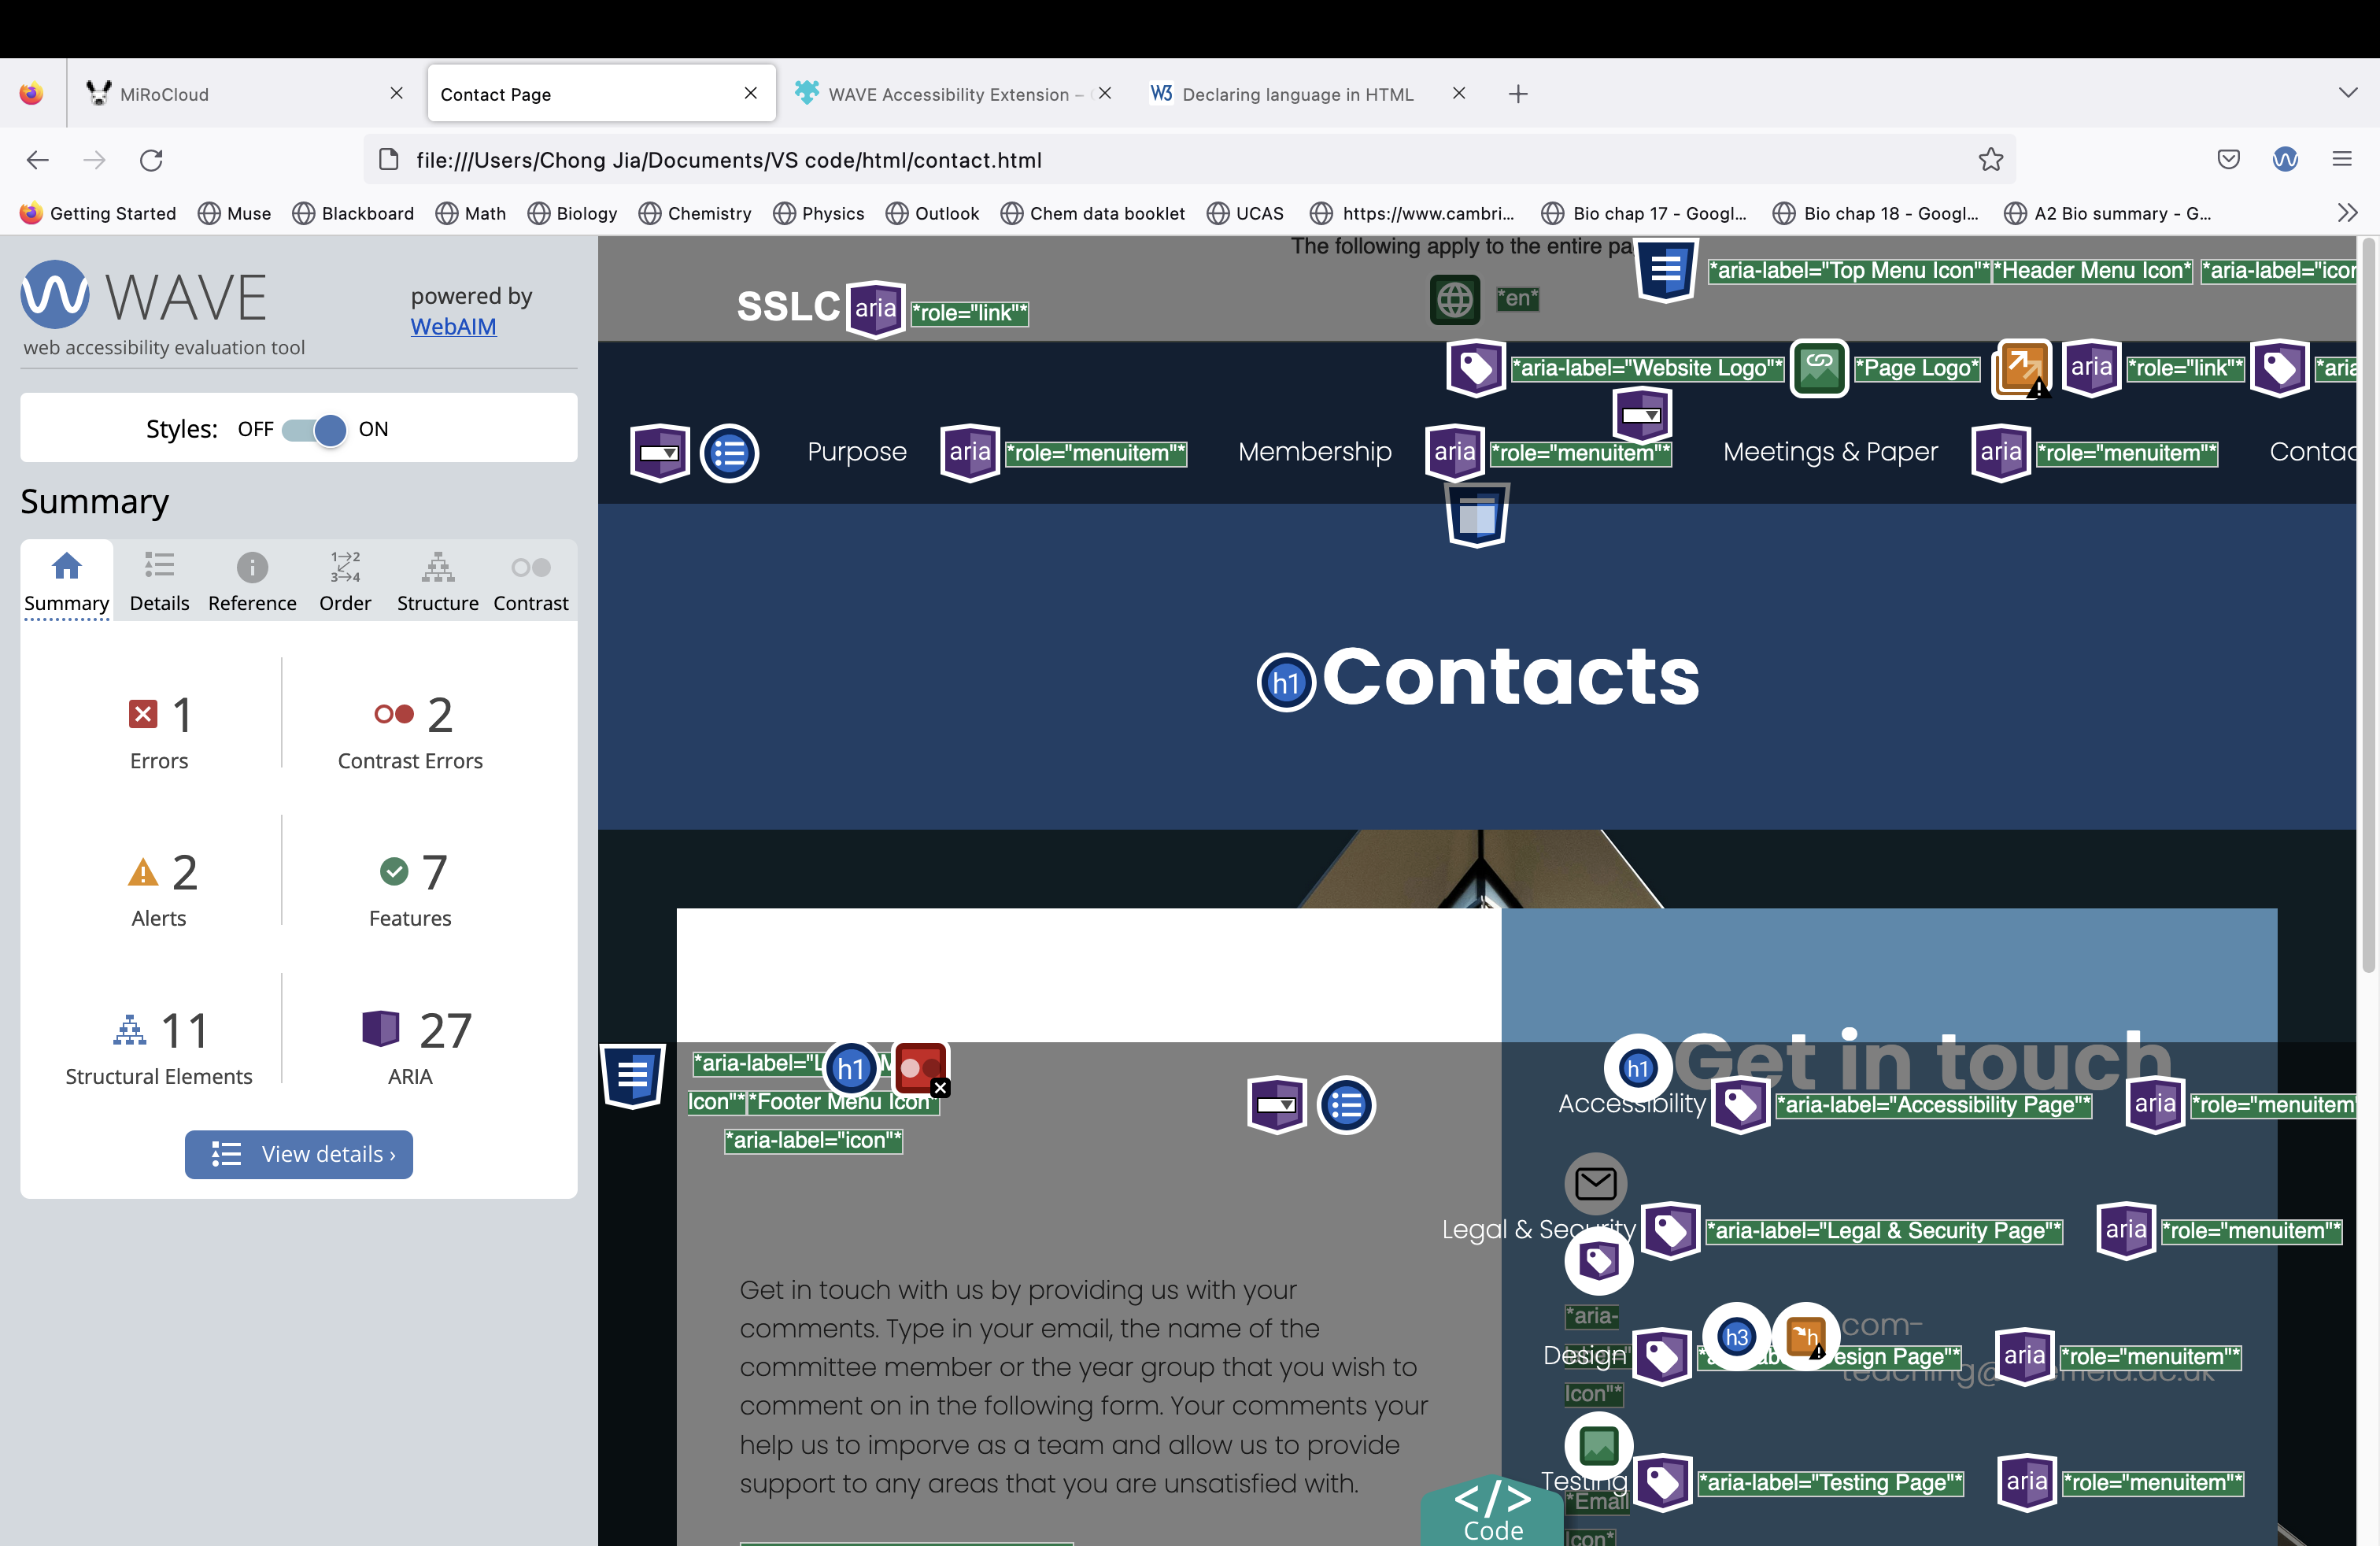 MiRoCloud
Contact Page
WAVE Accessibility Extension –
W3 Declaring language in HTML
file:///Users/Chong Jia/Documents/VS code/html/contact.html
Getting Started Muse Blackboard Math Biology Chemistry Physics Outlook Chem data booklet UCAS https://www.cambri... Bio chap 17 - Googl... Bio chap 18 - Googl... A2 Bio summary - G...
WAVE
powered by
WebAIM
web accessibility evaluation tool
Styles: OFF ON
Summary
1→2
3→4
Summary Details Reference Order Structure Contrast
1 2
Errors Contrast Errors
2 7
Alerts Features
11 27
Structural Elements ARIA
View details ›
The following apply to the entire pa
*aria-label="Top Menu Icon"* *Header Menu Icon* *aria-label="icon
SSLC aria *role="link"* *en*
*aria-label="Website Logo"* *Page Logo* aria *role="link"* *aria
Purpose aria *role="menuitem"* Membership aria *role="menuitem"* Meetings & Paper aria *role="menuitem"* Contac
h1 Contacts
h1 Get in touch
*aria-label="L h1
Icon"* *Footer Menu Icon*
*aria-label="icon"*
Accessibility *aria-label="Accessibility Page"* aria *role="menuitem
Legal & Security *aria-label="Legal & Security Page"* aria *role="menuitem"*
*aria-
h3 h com-
Design esign Page"* aria *role="menuitem"*
Icon"*
Testing *aria-label="Testing Page"* aria *role="menuitem"*
*Email
Icon*
Get in touch with us by providing us with your
comments. Type in your email, the name of the
committee member or the year group that you wish to
comment on in the following form. Your comments your
help us to imporve as a team and allow us to provide
support to any areas that you are unsatisfied with.
</>
Code